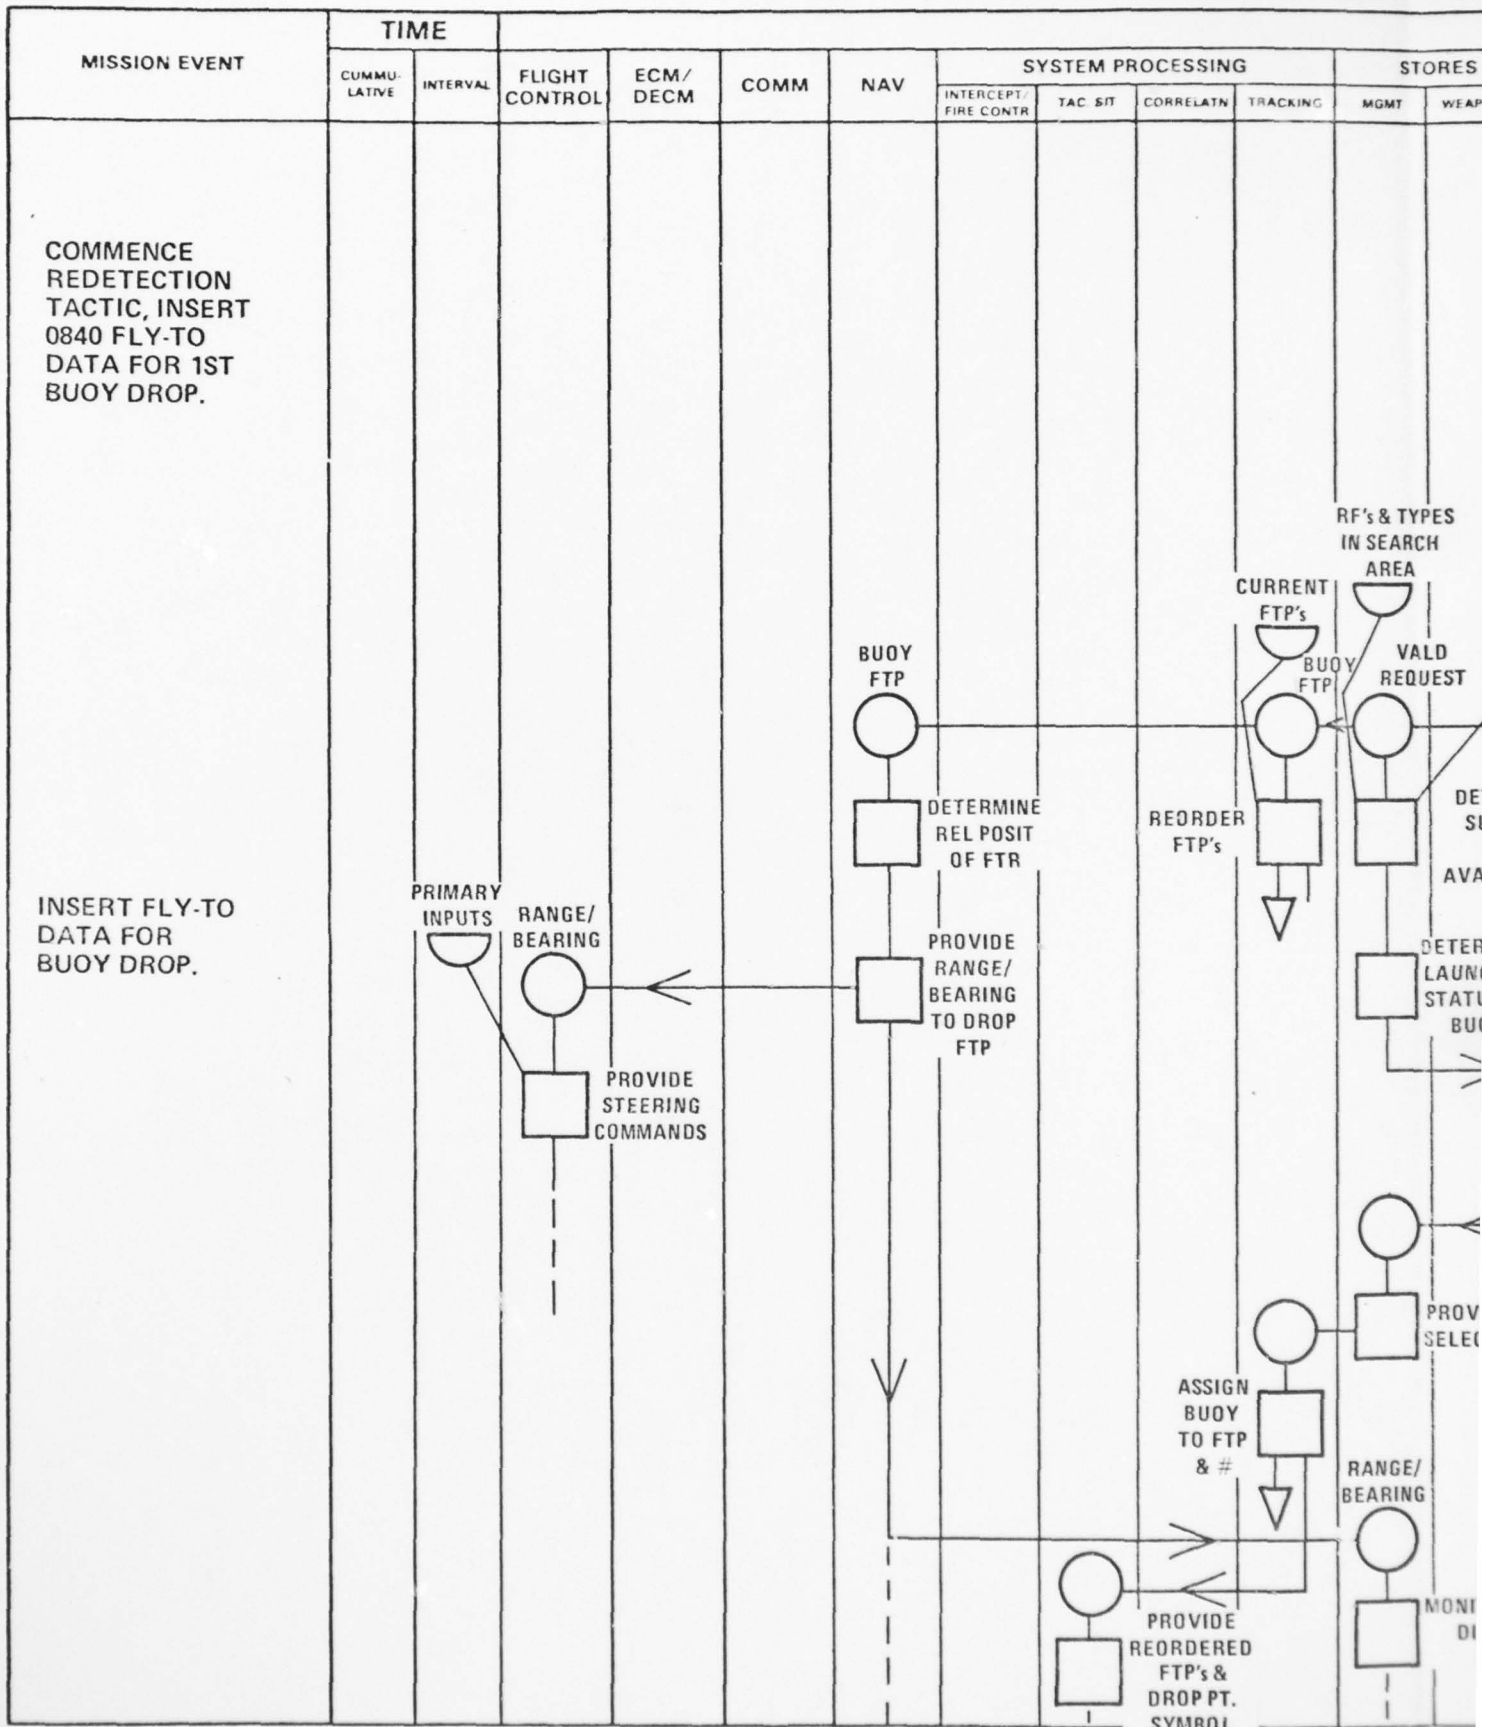 MISSION EVENT
TIME
CUMMU-
LATIVE
INTERVAL
FLIGHT
CONTROL
ECM/
DECM
COMM
NAV
SYSTEM PROCESSING
INTERCEPT/
FIRE CONTR
TAC. SIT
CORRELATN
TRACKING
STORES
MGMT
COMMENCE
REDETECTION
TACTIC, INSERT
0840 FLY-TO
DATA FOR 1ST
BUOY DROP.
RF's & TYPES
IN SEARCH
AREA
CURRENT
FTP's
BUOY
FTP
BUOY
FTP
VALD
REQUEST
DETERMINE
REL POSIT
OF FTR
REORDER
FTP's
INSERT FLY-TO
DATA FOR
BUOY DROP.
PRIMARY
INPUTS
RANGE/
BEARING
PROVIDE
RANGE/
BEARING
TO DROP
FTP
PROVIDE
STEERING
COMMANDS
ASSIGN
BUOY
TO FTP
& #
RANGE/
BEARING
PROVIDE
REORDERED
FTP's &
DROP PT.
SYMBOL